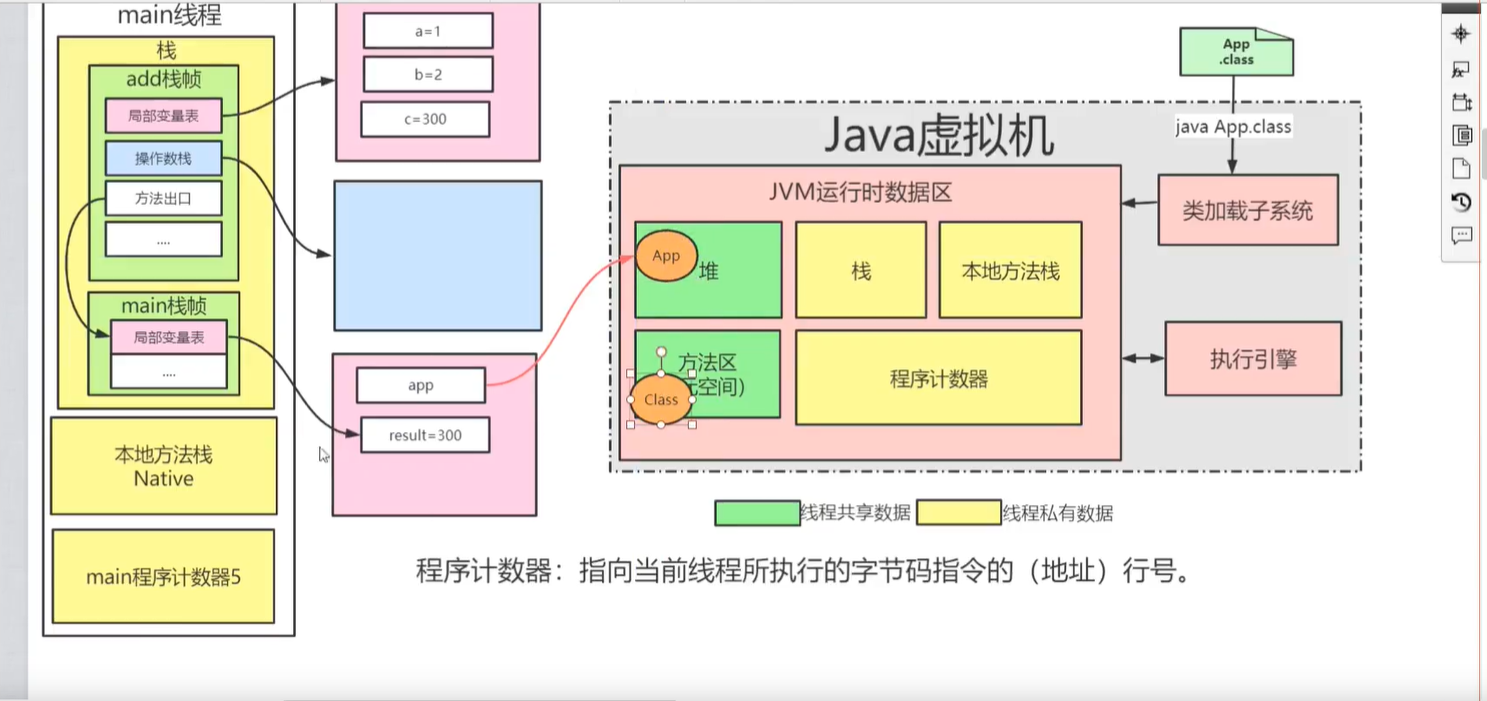 main线程
栈
add栈帧
局部变量表
操作数栈
方法出口
....
main栈帧
局部变量表
....
本地方法栈
Native
main程序计数器5
a=1
b=2
c=300
app
result=300
App
.class
java App.class
Java虚拟机
JVM运行时数据区
类加载子系统
App
堆
栈
本地方法栈
方法区
空间）
Class
程序计数器
执行引擎
线程共享数据
线程私有数据
程序计数器：指向当前线程所执行的字节码指令的（地址）行号。